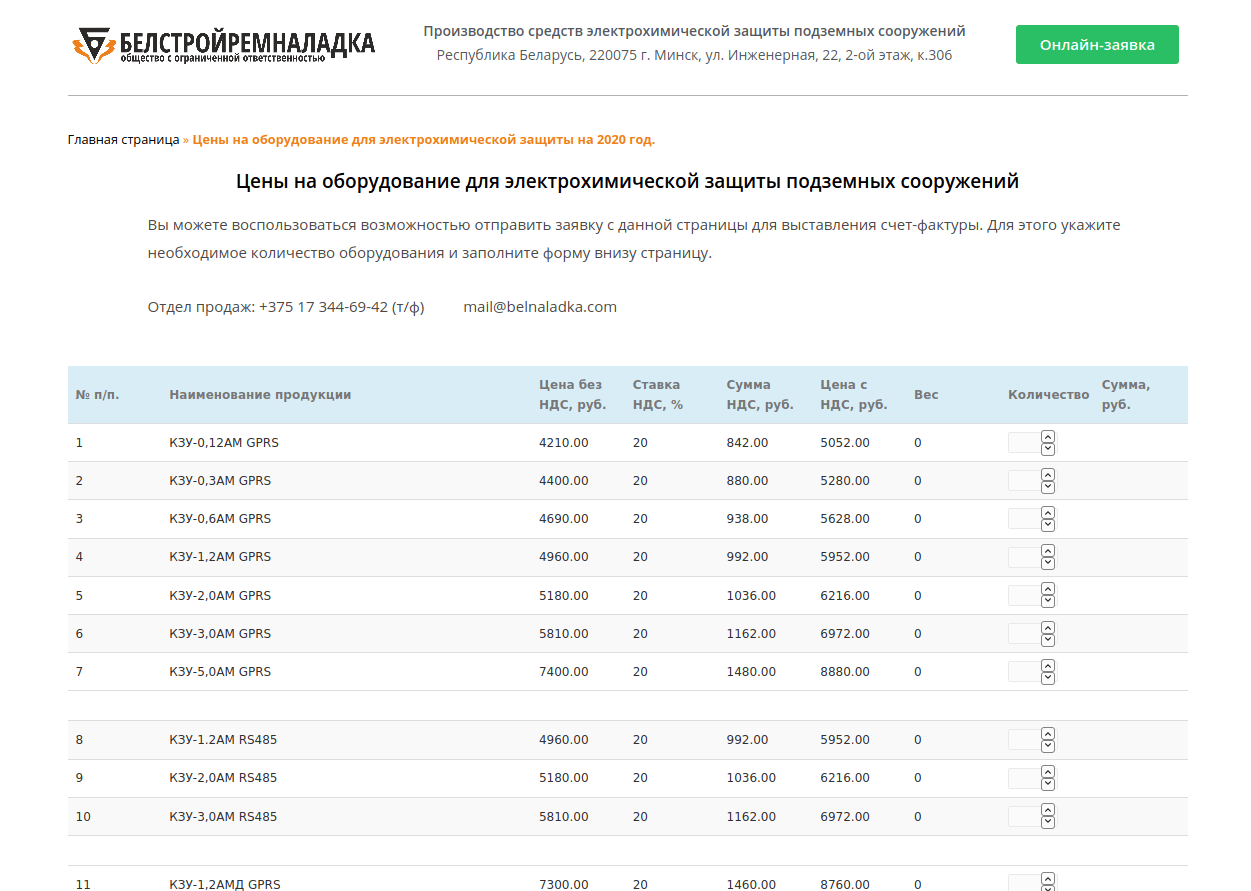 БЕЛСТРОЙРЕМНАЛАДКА
общество с ограниченной ответственностью
Производство средств электрохимической защиты подземных сооружений
Республика Беларусь, 220075 г. Минск, ул. Инженерная, 22, 2-ой этаж, к.306
Онлайн-заявка
Главная страница » Цены на оборудование для электрохимической защиты на 2020 год.
Цены на оборудование для электрохимической защиты подземных сооружений
Вы можете воспользоваться возможностью отправить заявку с данной страницы для выставления счет-фактуры. Для этого укажите
необходимое количество оборудования и заполните форму внизу страницу.
Отдел продаж: +375 17 344-69-42 (т/ф) mail@belnaladka.com
№ п/п. Наименование продукции Цена без НДС, руб. Ставка НДС, % Сумма НДС, руб. Цена с НДС, руб. Вес Количество Сумма, руб.
1 КЗУ-0,12АМ GPRS 4210.00 20 842.00 5052.00 0
2 КЗУ-0,3АМ GPRS 4400.00 20 880.00 5280.00 0
3 КЗУ-0,6АМ GPRS 4690.00 20 938.00 5628.00 0
4 КЗУ-1,2АМ GPRS 4960.00 20 992.00 5952.00 0
5 КЗУ-2,0АМ GPRS 5180.00 20 1036.00 6216.00 0
6 КЗУ-3,0АМ GPRS 5810.00 20 1162.00 6972.00 0
7 КЗУ-5,0АМ GPRS 7400.00 20 1480.00 8880.00 0
8 КЗУ-1.2АМ RS485 4960.00 20 992.00 5952.00 0
9 КЗУ-2,0АМ RS485 5180.00 20 1036.00 6216.00 0
10 КЗУ-3,0АМ RS485 5810.00 20 1162.00 6972.00 0
11 КЗУ-1,2АМД GPRS 7300.00 20 1460.00 8760.00 0